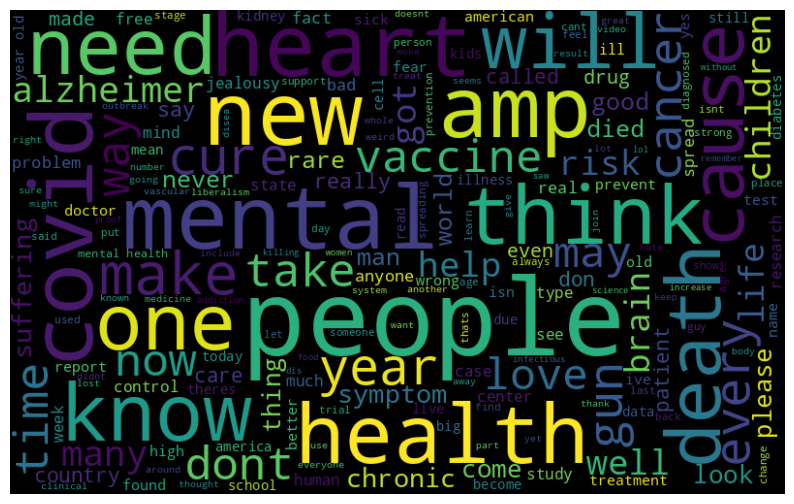 need
heart
will
cancer
cause
children
made
free
fact
stage
sick
doesnt
american
cant
great
feel
video
result
yes
still
year old
kidney
woke
person
kids
ill
without
fear
treat
seems
called
drug
isnt
diagnosed
alzheimer
jealousy
support
bad
cell
prevention
got
good
spread
strong
diabetes
covid
way
outbreak
say
new
disea
whole
weird
amp
died
right
mind
cure
rare
vaccine
risk
lot
lol
remember
problem
mean
never
number
going
state
really
illness
real
prevent
saw
place
test
sure
might
vascular
liberalism
read
spreading
world
give
learn
join
doctor
proof
mental
day
think
research
said
put
suffering
mental health
include
killing
women
man
even
may
hate
show
make
take
anyone
wrong
always
help
isn
don
old
death
every
life
known
medicine
addiction
system
another
age
type
science
keep
age
increase
guy
name
used
one
people
let
someone
want
thats
due
see
brain
body
report
now
today
thing
year
food
infectious
loven
gun
patient
ive
last
back
please
time
didnt
lost
theres
care
dis
much
case
center
data
thank
week
control
better
trial
symptom
live
away
find
know
america
big
yet
change
many
high
use
human
health
part
come
well
look
country
around
dont
everyone
chronic
study
treatment
clinical
found
thought
school
become